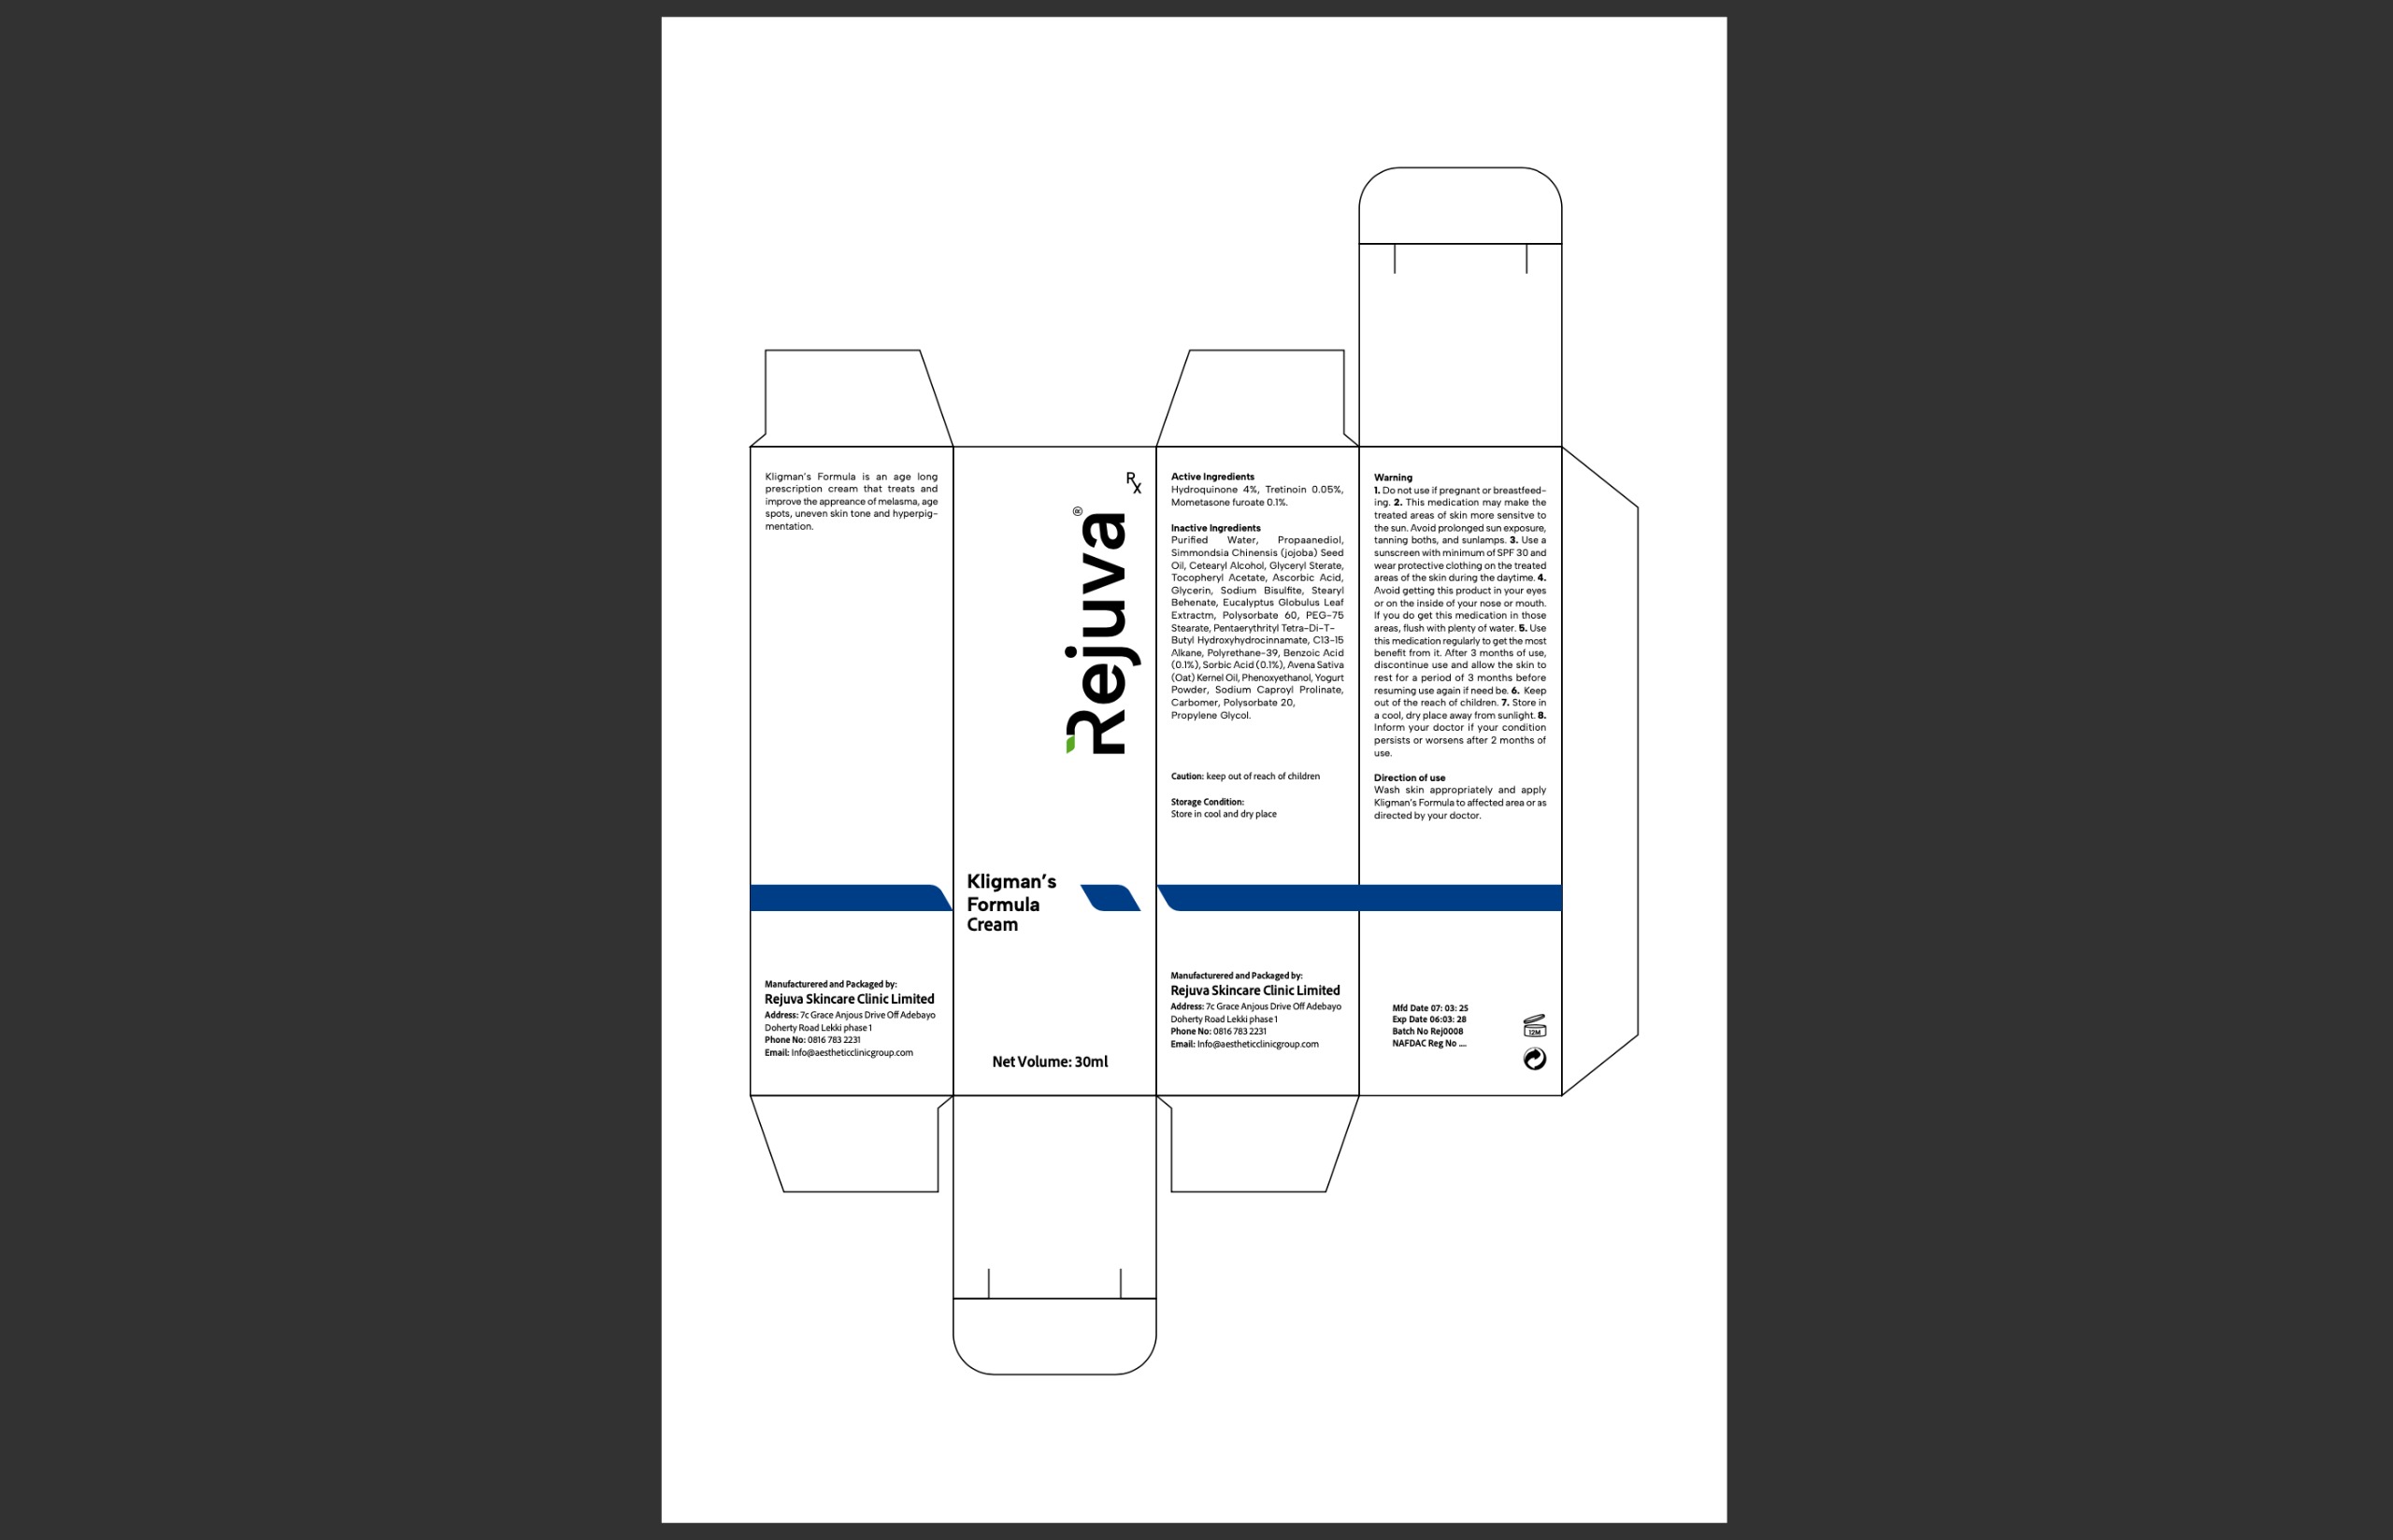 Kligman's Formula is an age long
prescription cream that treats and
improve the appreance of melasma, age
spots, uneven skin tone and hyperpig-
mentation.
Manufacturered and Packaged by:
Rejuva Skincare Clinic Limited
Address: 7c Grace Anjous Drive Off Adebayo
Doherty Road Lekki phase 1
Phone No: 0816 783 2231
Email: Info@aestheticclinicgroup.com
Rx
Rejuva®
Kligman's
Formula
Cream
Net Volume: 30ml
Active Ingredients
Hydroquinone 4%, Tretinoin 0.05%,
Mometasone furoate 0.1%.
Inactive Ingredients
Purified Water, Propaanediol,
Simmondsia Chinensis (jojoba) Seed
Oil, Cetearyl Alcohol, Glyceryl Sterate,
Tocopheryl Acetate, Ascorbic Acid,
Glycerin, Sodium Bisulfite, Stearyl
Behenate, Eucalyptus Globulus Leaf
Extractm, Polysorbate 60, PEG-75
Stearate, Pentaerythrityl Tetra-Di-T-
Butyl Hydroxyhydrocinnamate, C13-15
Alkane, Polyrethane-39, Benzoic Acid
(0.1%), Sorbic Acid (0.1%), Avena Sativa
(Oat) Kernel Oil, Phenoxyethanol, Yogurt
Powder, Sodium Caproyl Prolinate,
Carbomer, Polysorbate 20,
Propylene Glycol.
Caution: keep out of reach of children
Storage Condition:
Store in cool and dry place
Manufacturered and Packaged by:
Rejuva Skincare Clinic Limited
Address: 7c Grace Anjous Drive Off Adebayo
Doherty Road Lekki phase 1
Phone No: 0816 783 2231
Email: Info@aestheticclinicgroup.com
Warning
1. Do not use if pregnant or breastfeed-
ing. 2. This medication may make the
treated areas of skin more sensitve to
the sun. Avoid prolonged sun exposure,
tanning boths, and sunlamps. 3. Use a
sunscreen with minimum of SPF 30 and
wear protective clothing on the treated
areas of the skin during the daytime. 4.
Avoid getting this product in your eyes
or on the inside of your nose or mouth.
If you do get this medication in those
areas, flush with plenty of water. 5. Use
this medication regularly to get the most
benefit from it. After 3 months of use,
discontinue use and allow the skin to
rest for a period of 3 months before
resuming use again if need be. 6. Keep
out of the reach of children. 7. Store in
a cool, dry place away from sunlight. 8.
Inform your doctor if your condition
persists or worsens after 2 months of
use.
Direction of use
Wash skin appropriately and apply
Kligman's Formula to affected area or as
directed by your doctor.
Mfd Date 07: 03: 25
Exp Date 06:03: 28
Batch No Rej0008
NAFDAC Reg No ....
12M